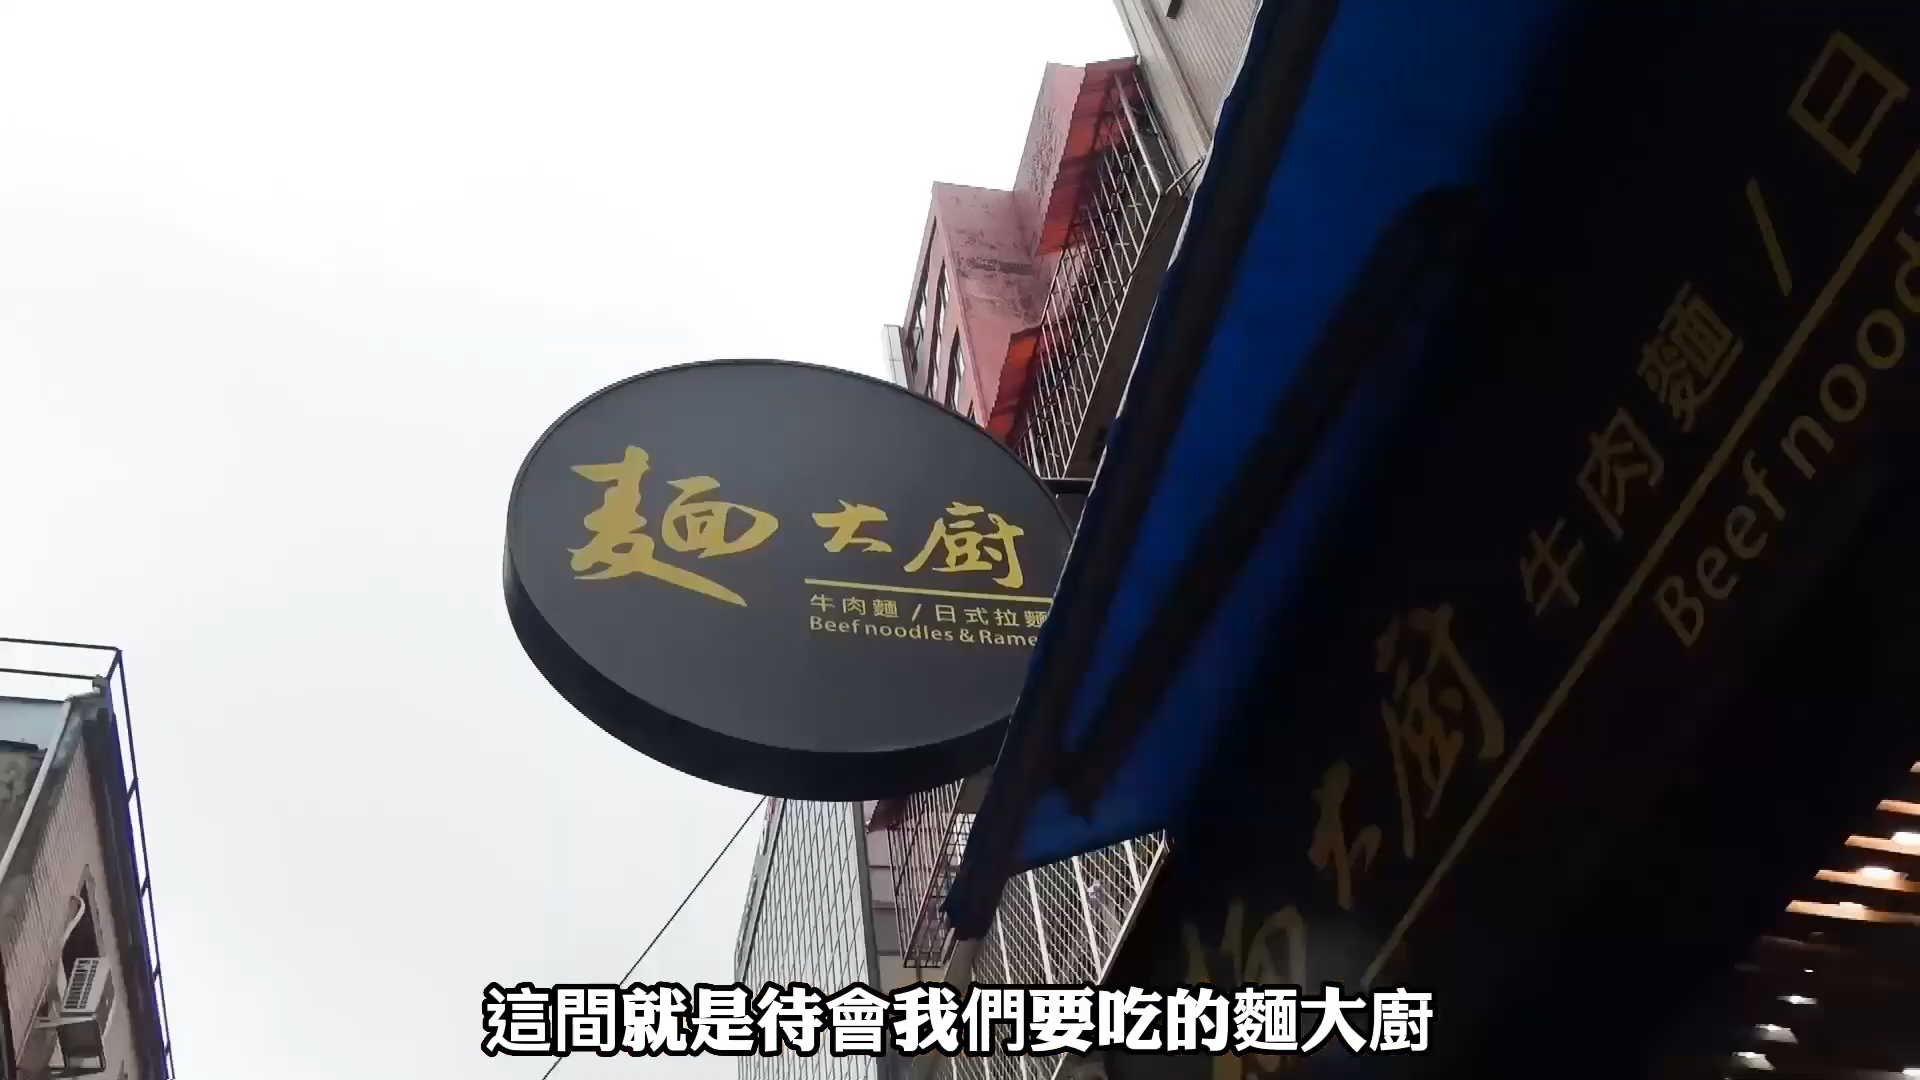 麵大廚
牛肉麵 / 日式拉麵
Beef noodles & Rame
牛肉麵 / 日
Beef nood
大廚
這間就是待會我們要吃的麵大廚